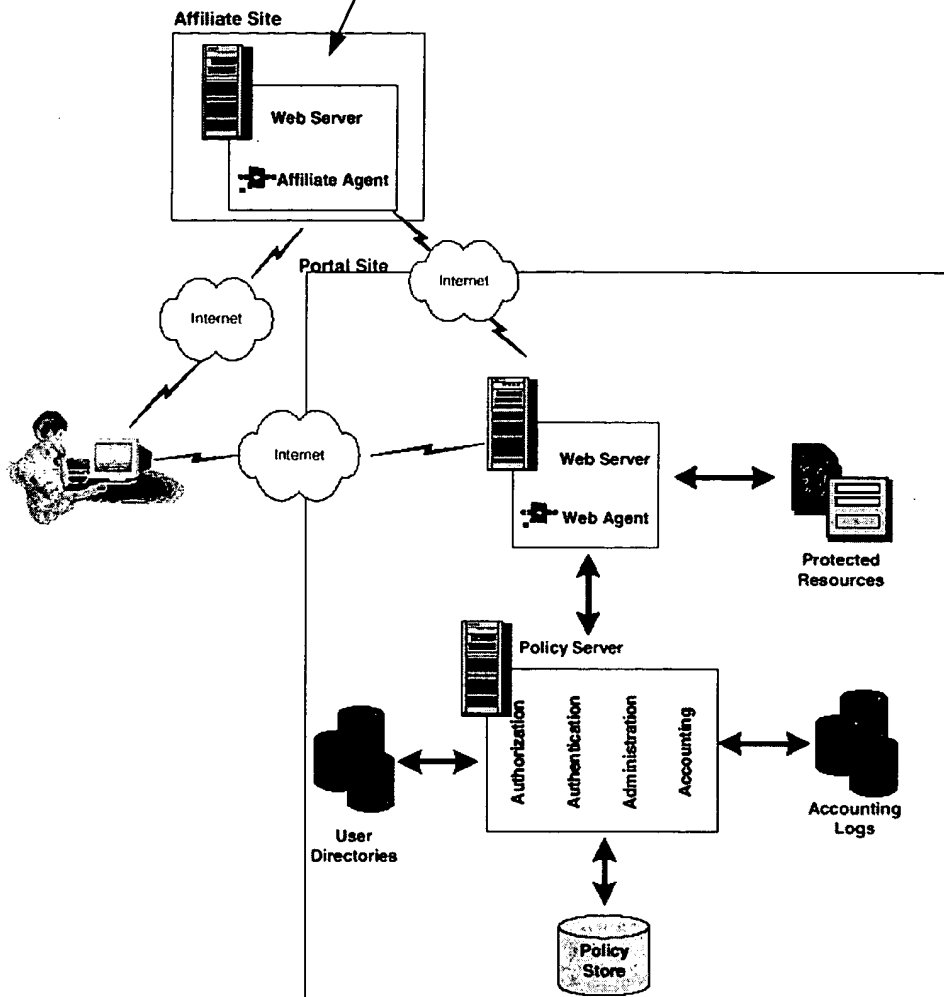 Affiliate Site
Web Server
Affiliate Agent
Portal Site
Internet
Internet
Internet
Web Server
Web Agent
Protected
Resources
Policy Server
Authorization
Authentication
Administration
Accounting
User
Directories
Accounting
Logs
Policy
Store